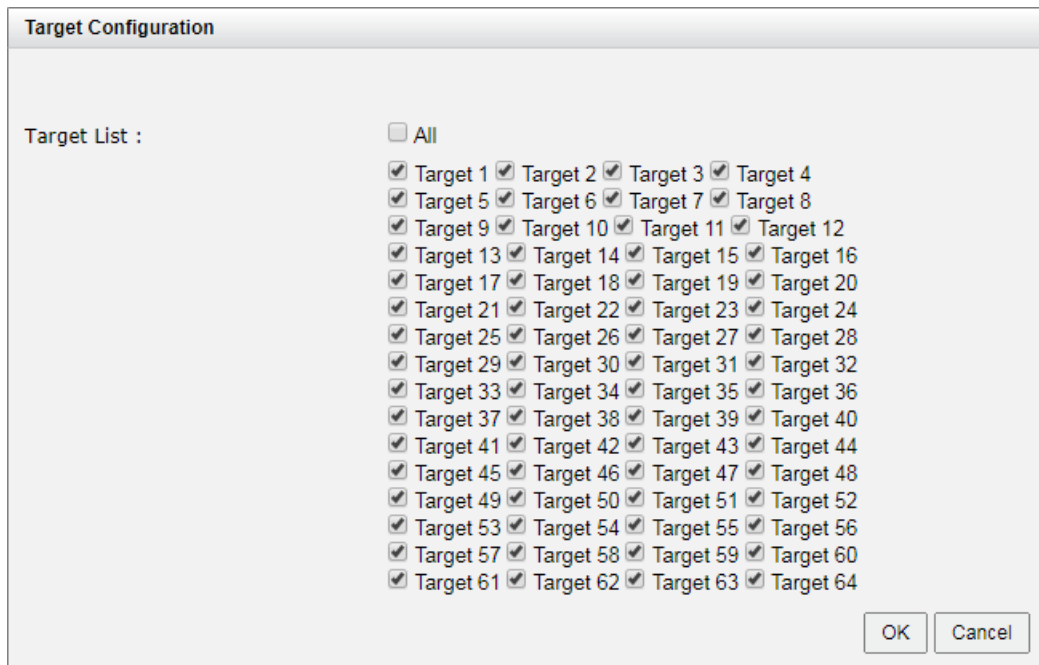 Target Configuration
Target List : All
Target 1 Target 2 Target 3 Target 4
Target 5 Target 6 Target 7 Target 8
Target 9 Target 10 Target 11 Target 12
Target 13 Target 14 Target 15 Target 16
Target 17 Target 18 Target 19 Target 20
Target 21 Target 22 Target 23 Target 24
Target 25 Target 26 Target 27 Target 28
Target 29 Target 30 Target 31 Target 32
Target 33 Target 34 Target 35 Target 36
Target 37 Target 38 Target 39 Target 40
Target 41 Target 42 Target 43 Target 44
Target 45 Target 46 Target 47 Target 48
Target 49 Target 50 Target 51 Target 52
Target 53 Target 54 Target 55 Target 56
Target 57 Target 58 Target 59 Target 60
Target 61 Target 62 Target 63 Target 64
OK Cancel